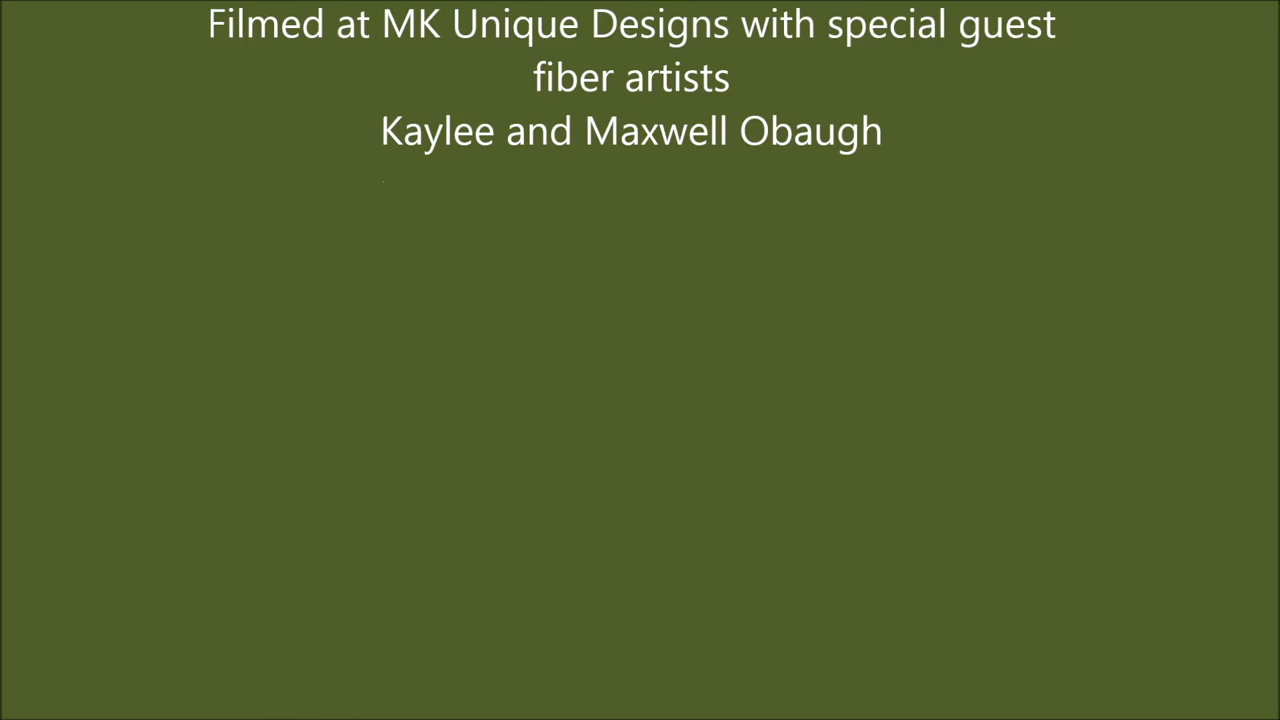 Filmed at MK Unique Designs with special guest
fiber artists
Kaylee and Maxwell Obaugh